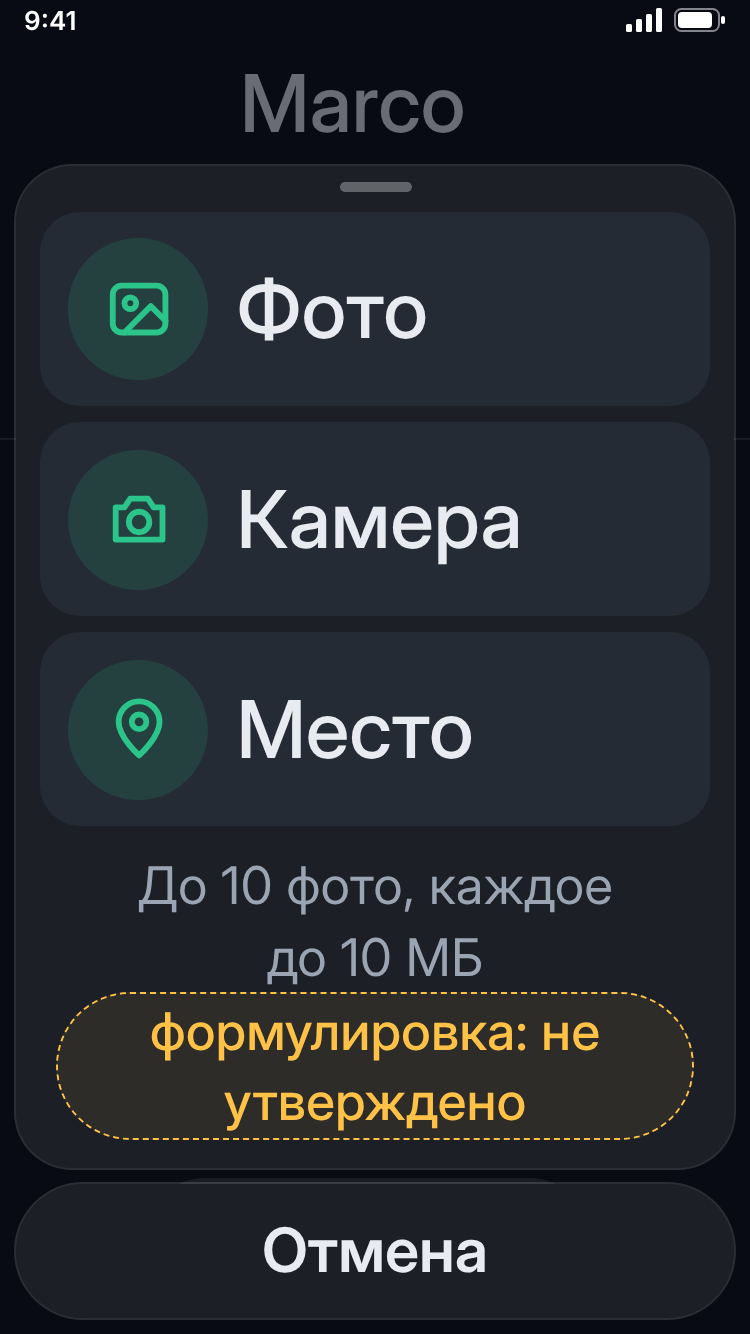 9:41
Marco
Фото
Камера
Место
До 10 фото, каждое
до 10 МБ
формулировка: не
утверждено
Отмена